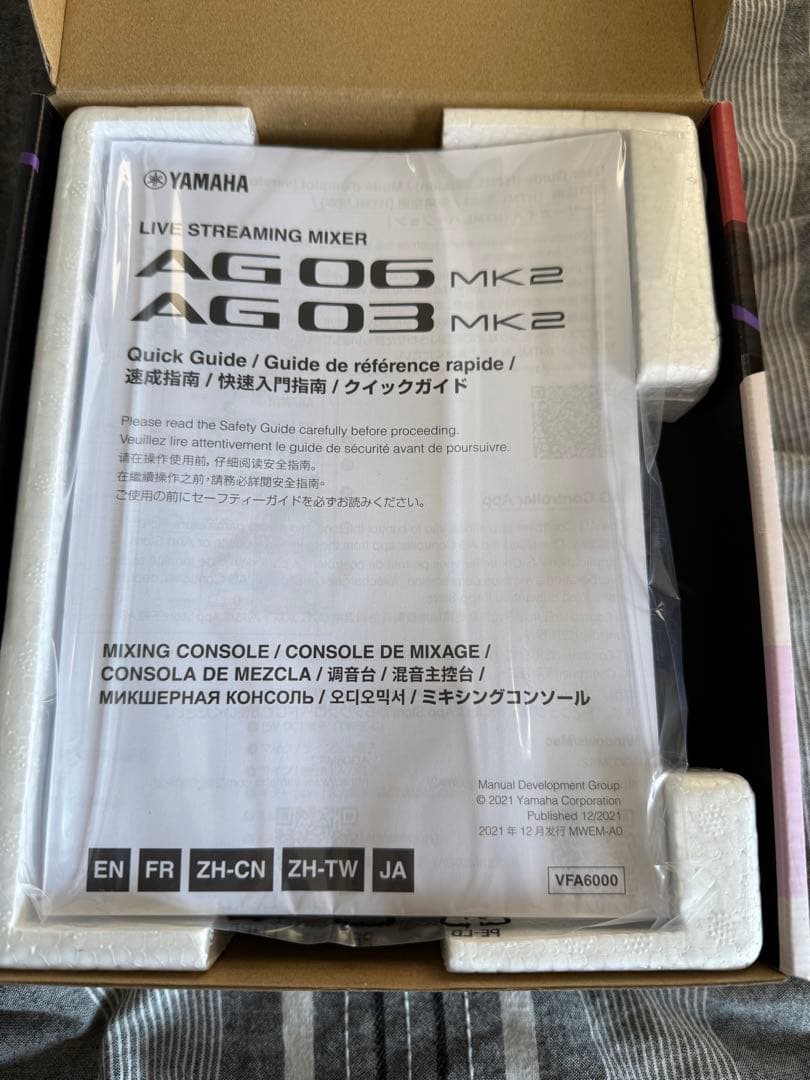 YAMAHA
LIVE STREAMING MIXER
AG06 MK2
AG03 MK2
Quick Guide / Guide de référence rapide /
速成指南 / 快速入門指南 / クイックガイド
Please read the Safety Guide carefully before proceeding.
Veuillez lire attentivement le guide de sécurité avant de poursuivre.
请在操作使用前，仔细阅读安全指南。
在繼續操作之前，請務必詳閱安全指南。
ご使用の前にセーフティーガイドを必ずお読みください。
MIXING CONSOLE / CONSOLE DE MIXAGE /
CONSOLA DE MEZCLA / 调音台 / 混音主控台 /
МИКШЕРНАЯ КОНСОЛЬ / 오디오믹서 / ミキシングコンソール
Manual Development Group
© 2021 Yamaha Corporation
Published 12/2021
2021 年 12 月发行 MWEM-A0
EN FR ZH-CN ZH-TW JA
VFA6000
PE-LD